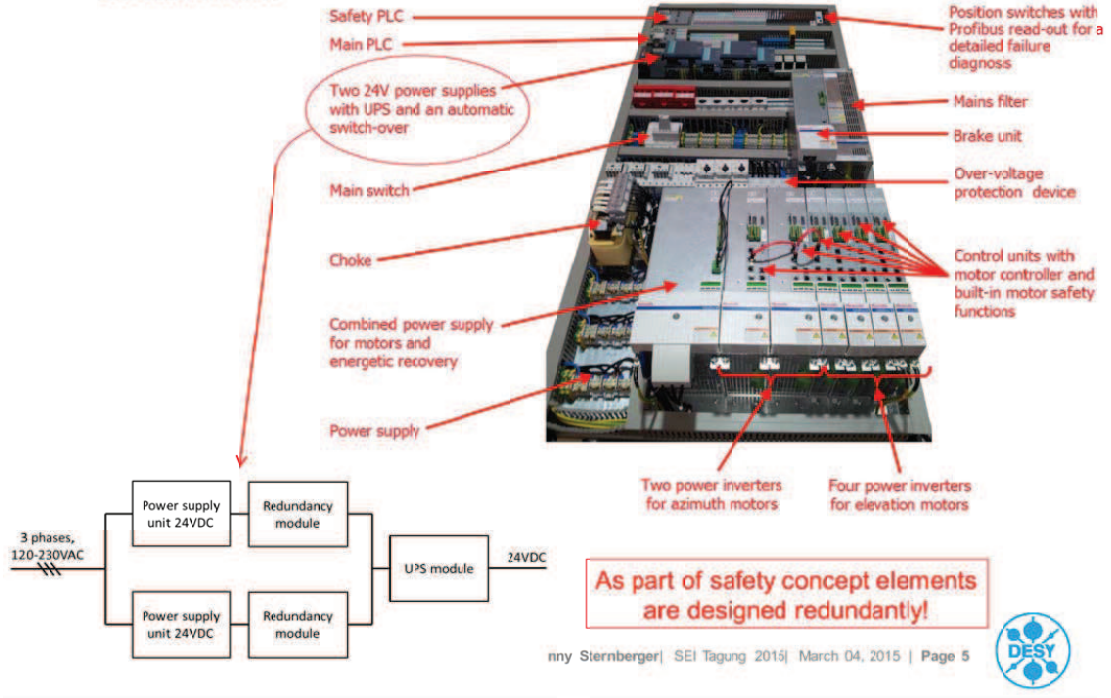 Safety PLC
Main PLC
Two 24V power supplies
with UPS and an automatic
switch-over
Main switch
Choke
Combined power supply
for motors and
energetic recovery
Power supply
Position switches with
Profibus read-out for a
detailed failure
diagnosis
Mains filter
Brake unit
Over-voltage
protection device
Control units with
motor controller and
built-in motor safety
functions
Two power inverters
for azimuth motors
Four power inverters
for elevation motors
3 phases,
120-230VAC
Power supply
unit 24VDC
Redundancy
module
Power supply
unit 24VDC
Redundancy
module
UPS module
24VDC
As part of safety concept elements
are designed redundantly!
nny Sternberger| SEI Tagung 2015| March 04, 2015 | Page 5
DESY